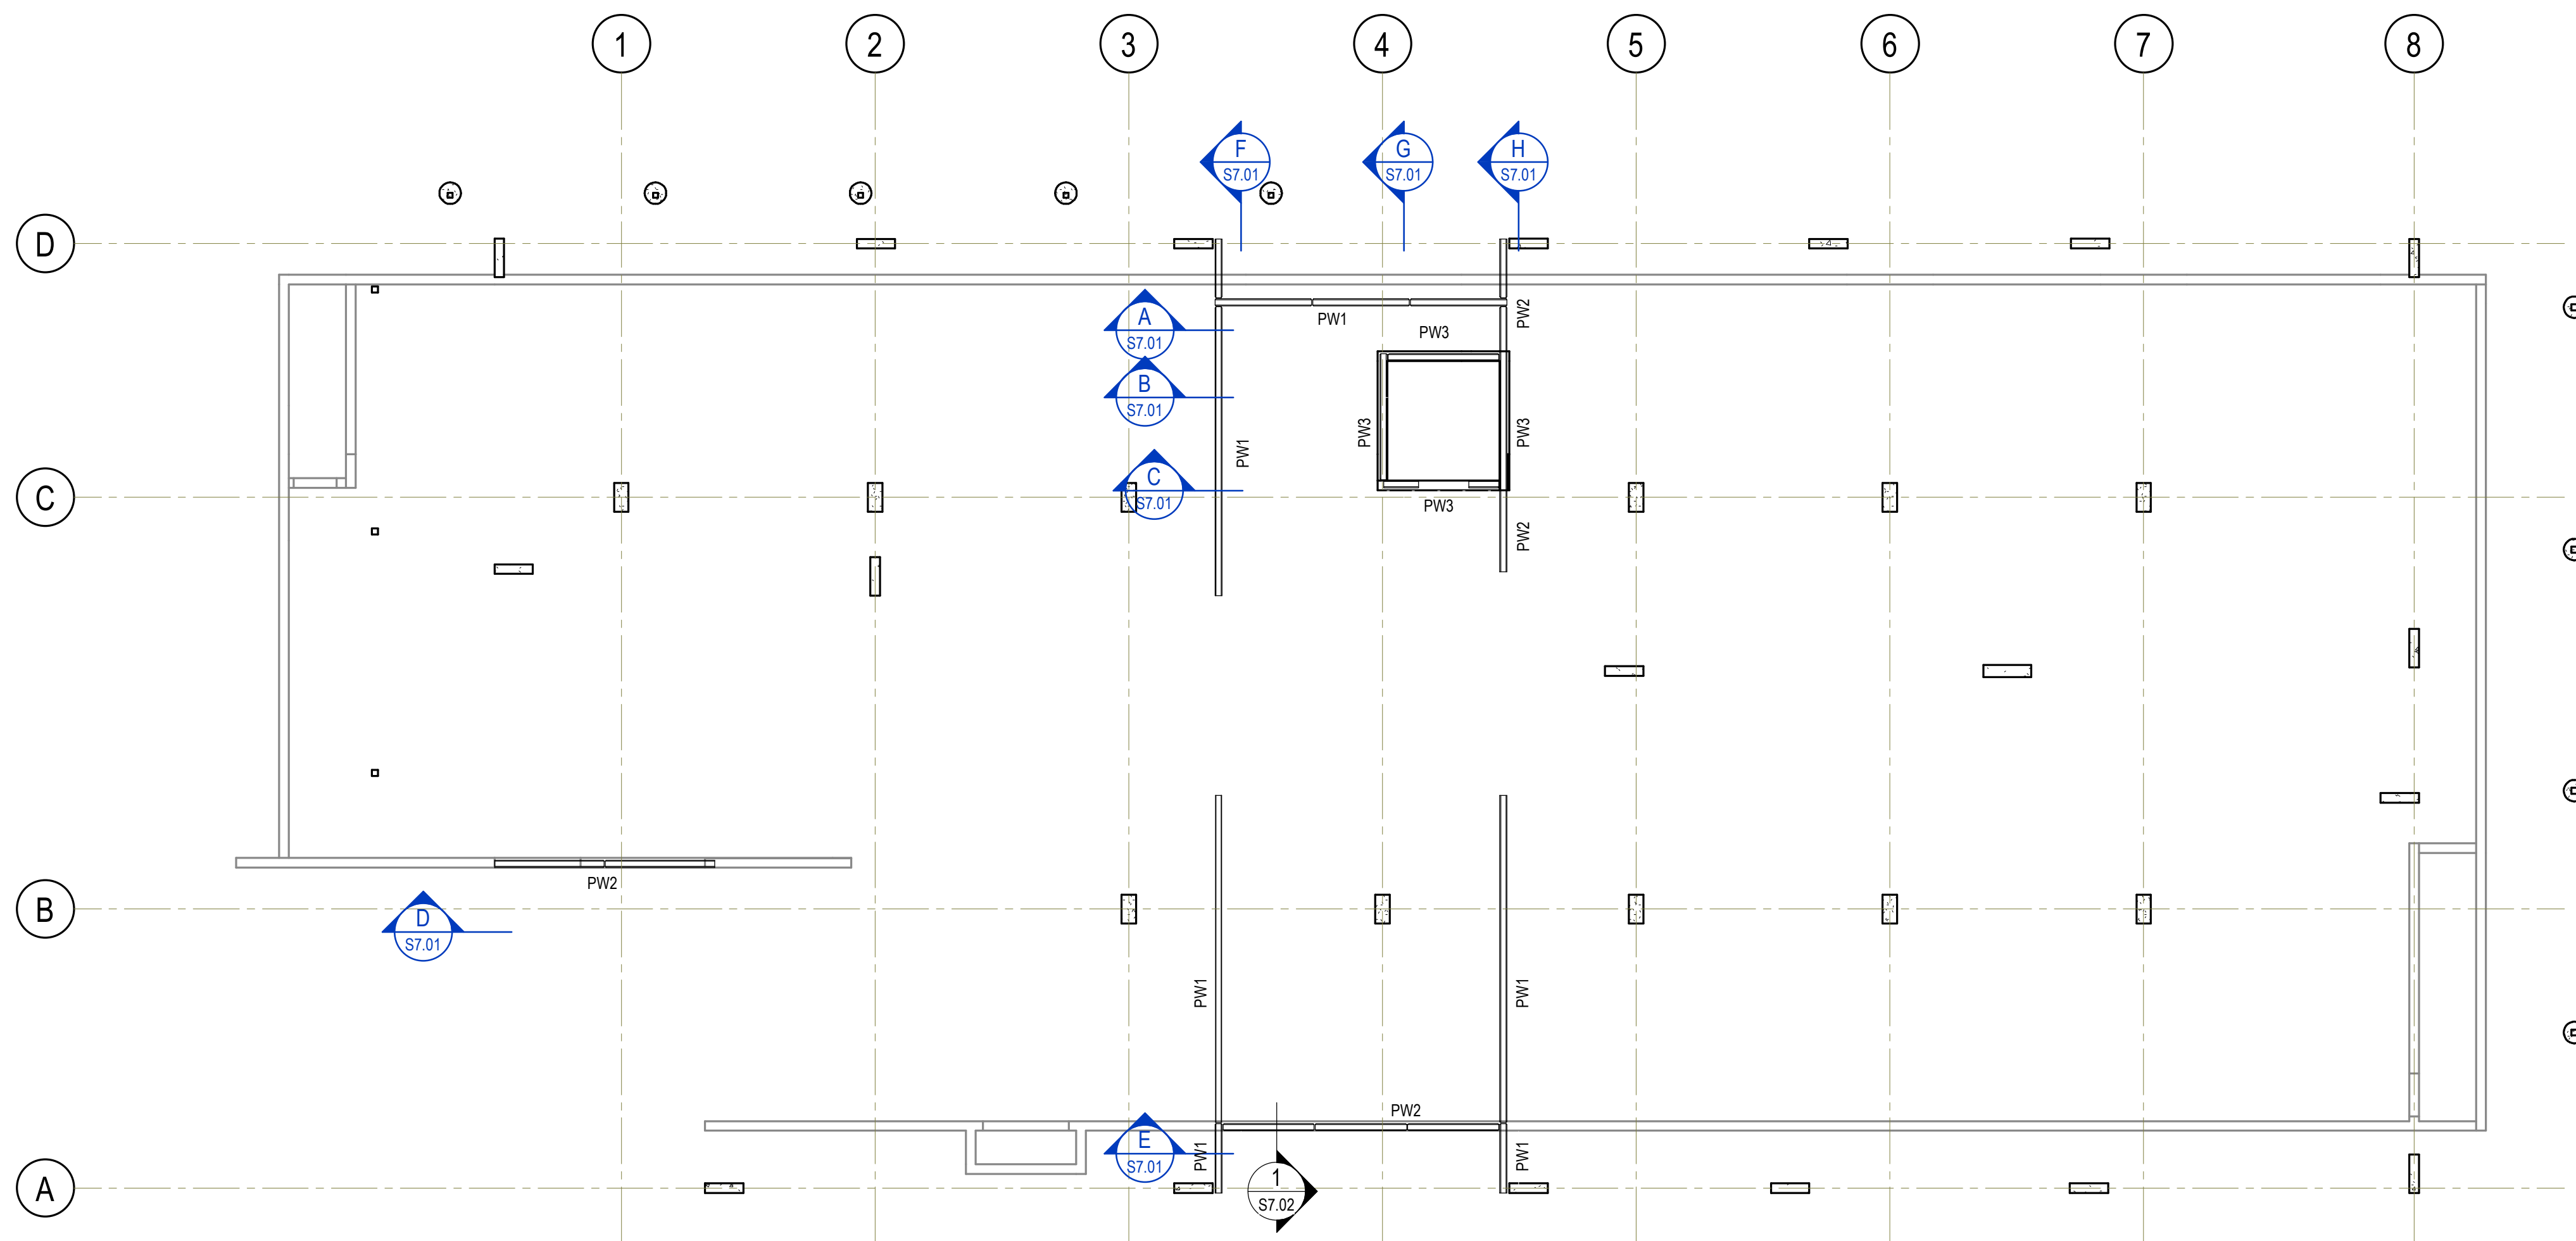 1 2 3 4 5 6 7 8
F G H
S7.01 S7.01 S7.01
D
A
S7.01
PW1 PW3 PW2
B
S7.01
PW1 PW3 PW3
C
C
S7.01
PW3
PW2
PW2
B
D
S7.01
PW1 PW1
PW2
E
S7.01
PW1 PW1
A
1
S7.02